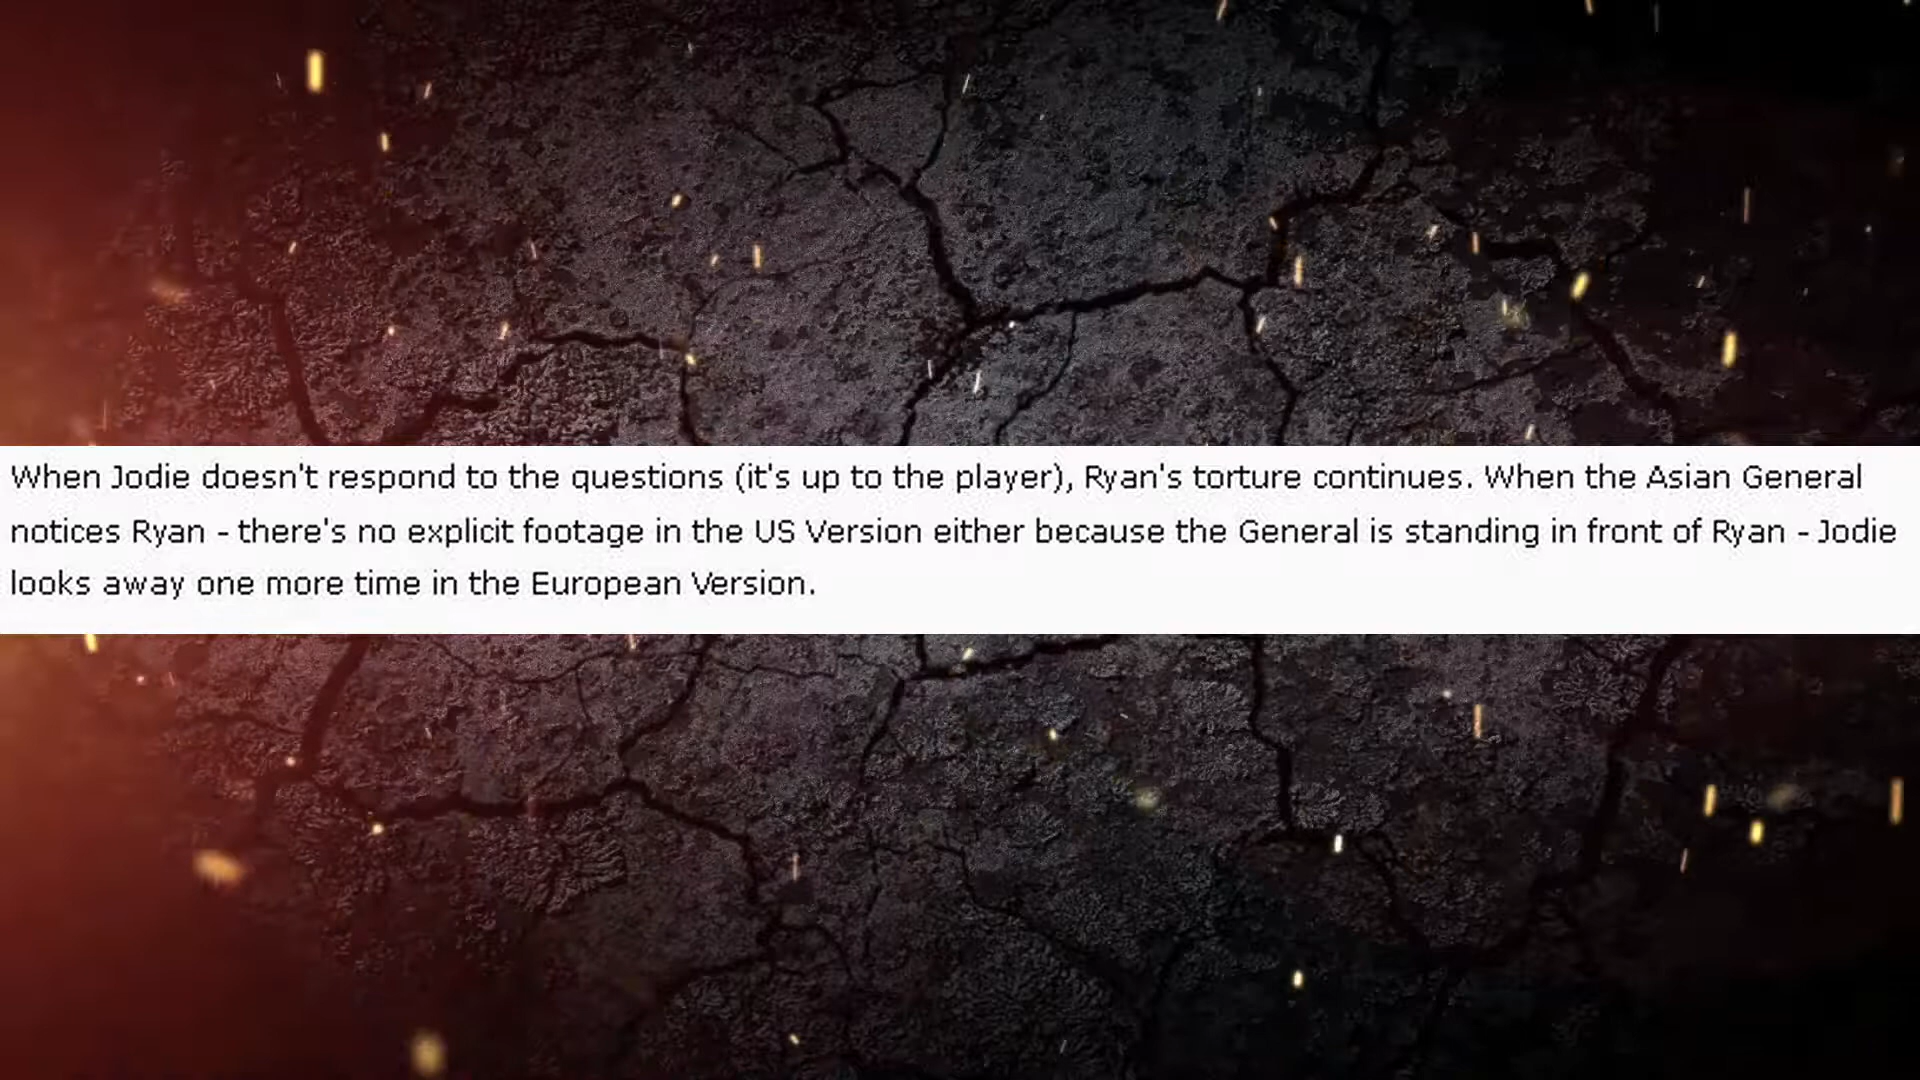 When Jodie doesn't respond to the questions (it's up to the player), Ryan's torture continues. When the Asian General
notices Ryan - there's no explicit footage in the US Version either because the General is standing in front of Ryan - Jodie
looks away one more time in the European Version.